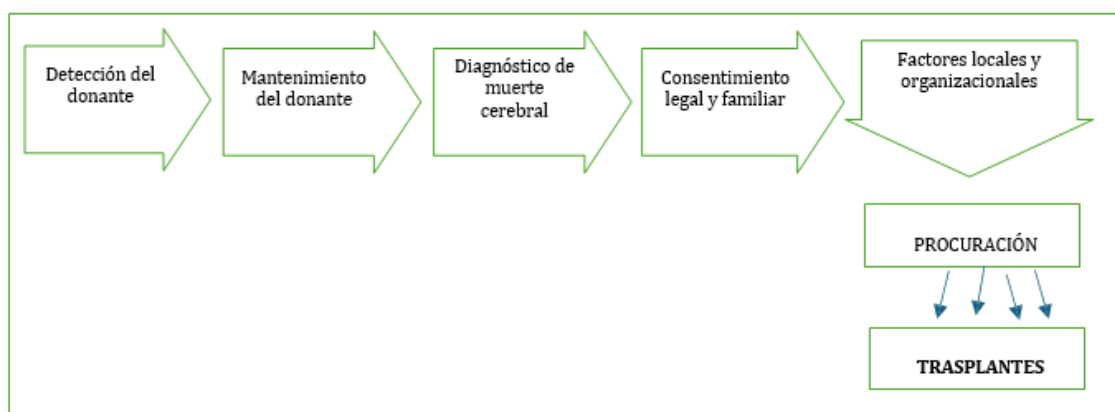 Detección del
donante
Mantenimiento
del donante
Diagnóstico de
muerte
cerebral
Consentimiento
legal y familiar
Factores locales y
organizacionales
PROCURACIÓN
TRASPLANTES